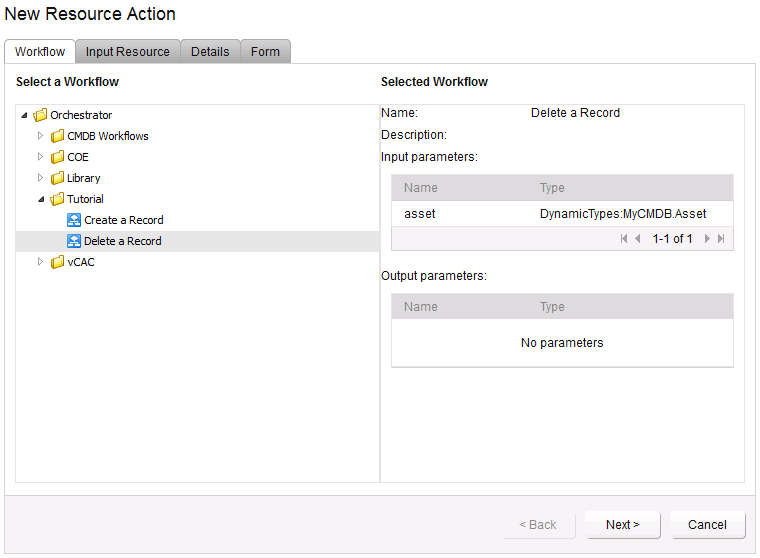 New Resource Action
Workflow Input Resource Details Form
Select a Workflow
Orchestrator
CMDB Workflows
COE
Library
Tutorial
Create a Record
Delete a Record
vCAC
Selected Workflow
Name: Delete a Record
Description:
Input parameters:
Name Type
asset DynamicTypes:MyCMDB.Asset
1-1 of 1
Output parameters:
Name Type
No parameters
< Back Next > Cancel